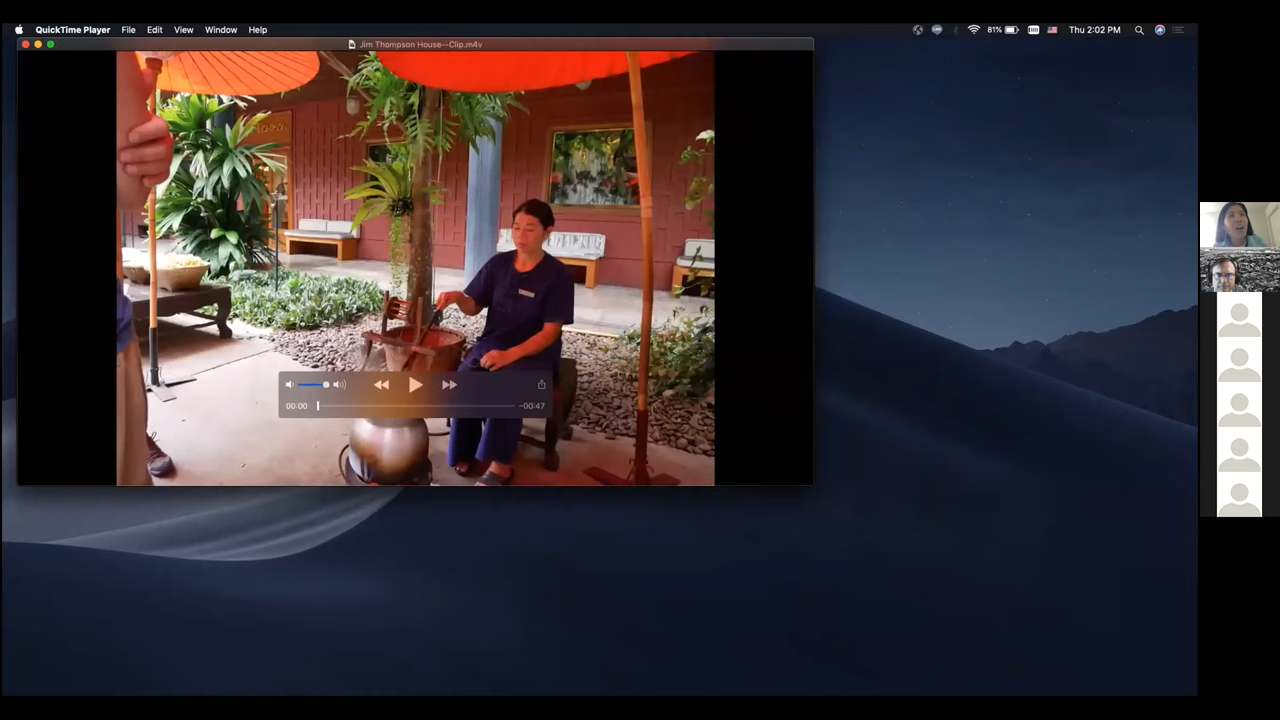 QuickTime Player File Edit View Window Help 81% Thu 2:02 PM
Jim Thompson House--Clip.m4v
00:00 -00:47